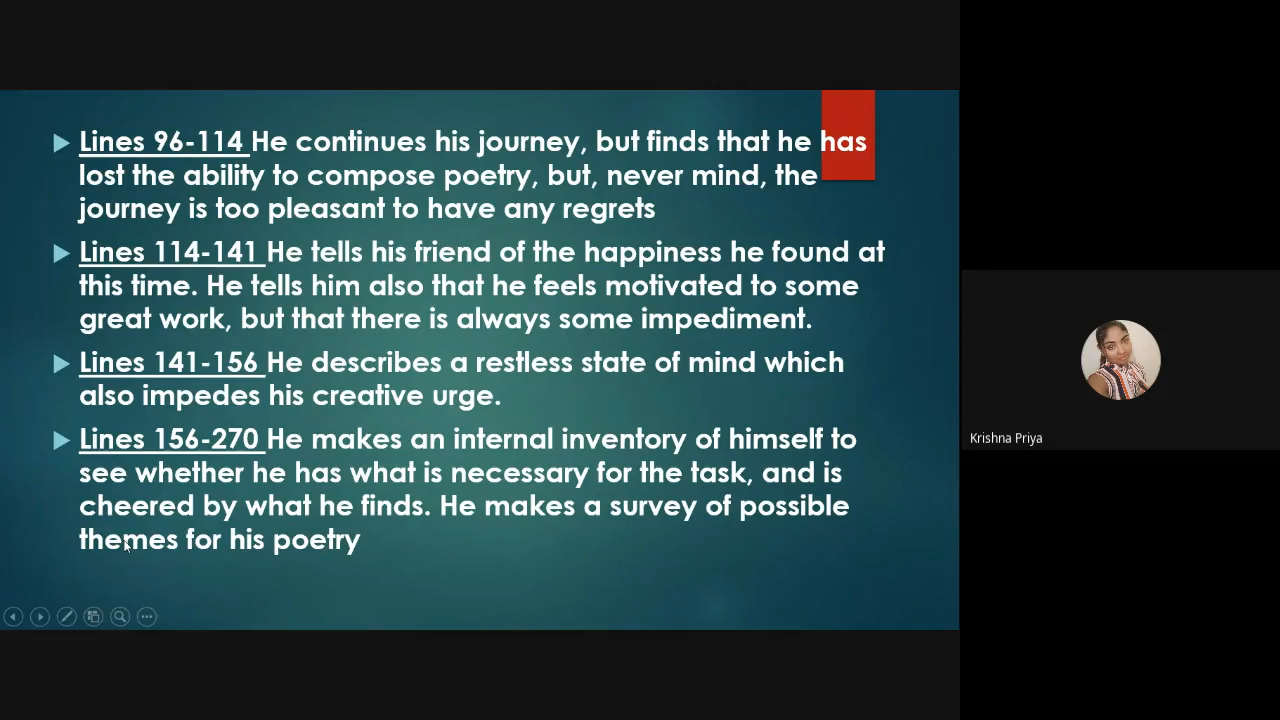 Lines 96-114 He continues his journey, but finds that he has
lost the ability to compose poetry, but, never mind, the
journey is too pleasant to have any regrets
Lines 114-141 He tells his friend of the happiness he found at
this time. He tells him also that he feels motivated to some
great work, but that there is always some impediment.
Lines 141-156 He describes a restless state of mind which
also impedes his creative urge.
Lines 156-270 He makes an internal inventory of himself to
see whether he has what is necessary for the task, and is
cheered by what he finds. He makes a survey of possible
themes for his poetry
Krishna Priya